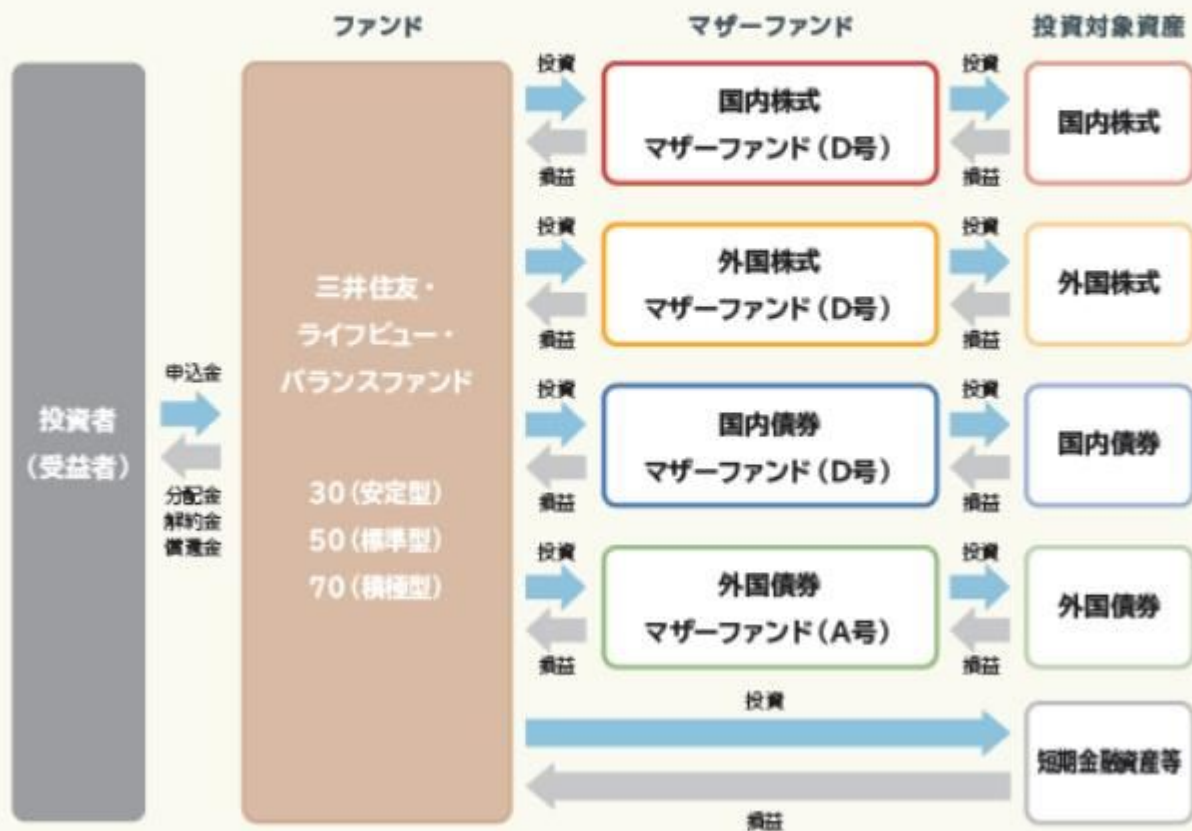 ファンド
マザーファンド
投資対象資産
投資者
(受益者)
申込金
分配金
解約金
償還金
三井住友・
ライフビュー・
バランスファンド
30(安定型)
50(標準型)
70(積極型)
投資
損益
国内株式
マザーファンド(D号)
投資
損益
国内株式
投資
損益
外国株式
マザーファンド(D号)
投資
損益
外国株式
投資
損益
国内債券
マザーファンド(D号)
投資
損益
国内債券
投資
損益
外国債券
マザーファンド(A号)
投資
損益
外国債券
投資
損益
短期金融資産等